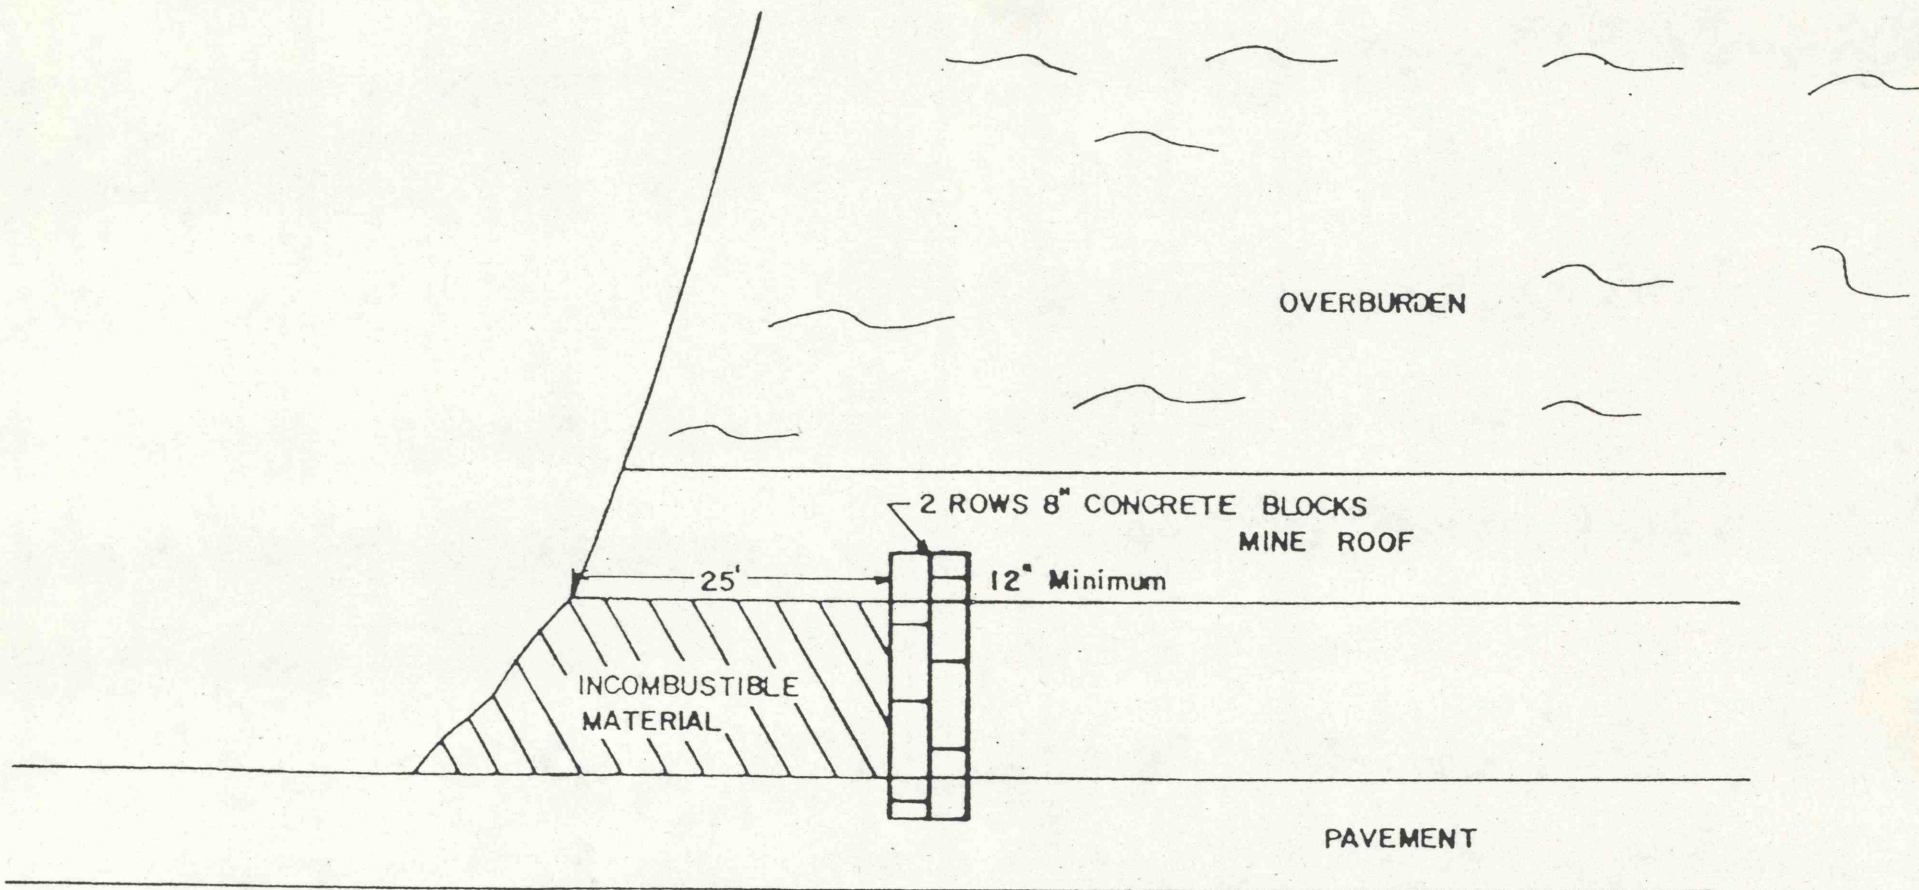 OVERBURDEN
2 ROWS 8" CONCRETE BLOCKS
MINE ROOF
25'
12" Minimum
INCOMBUSTIBLE
MATERIAL
PAVEMENT